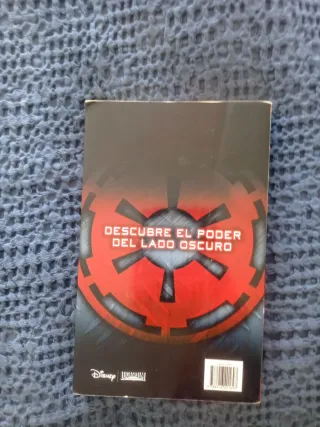 DESCUBRE EL PODER
DEL LADO OSCURO
Disney